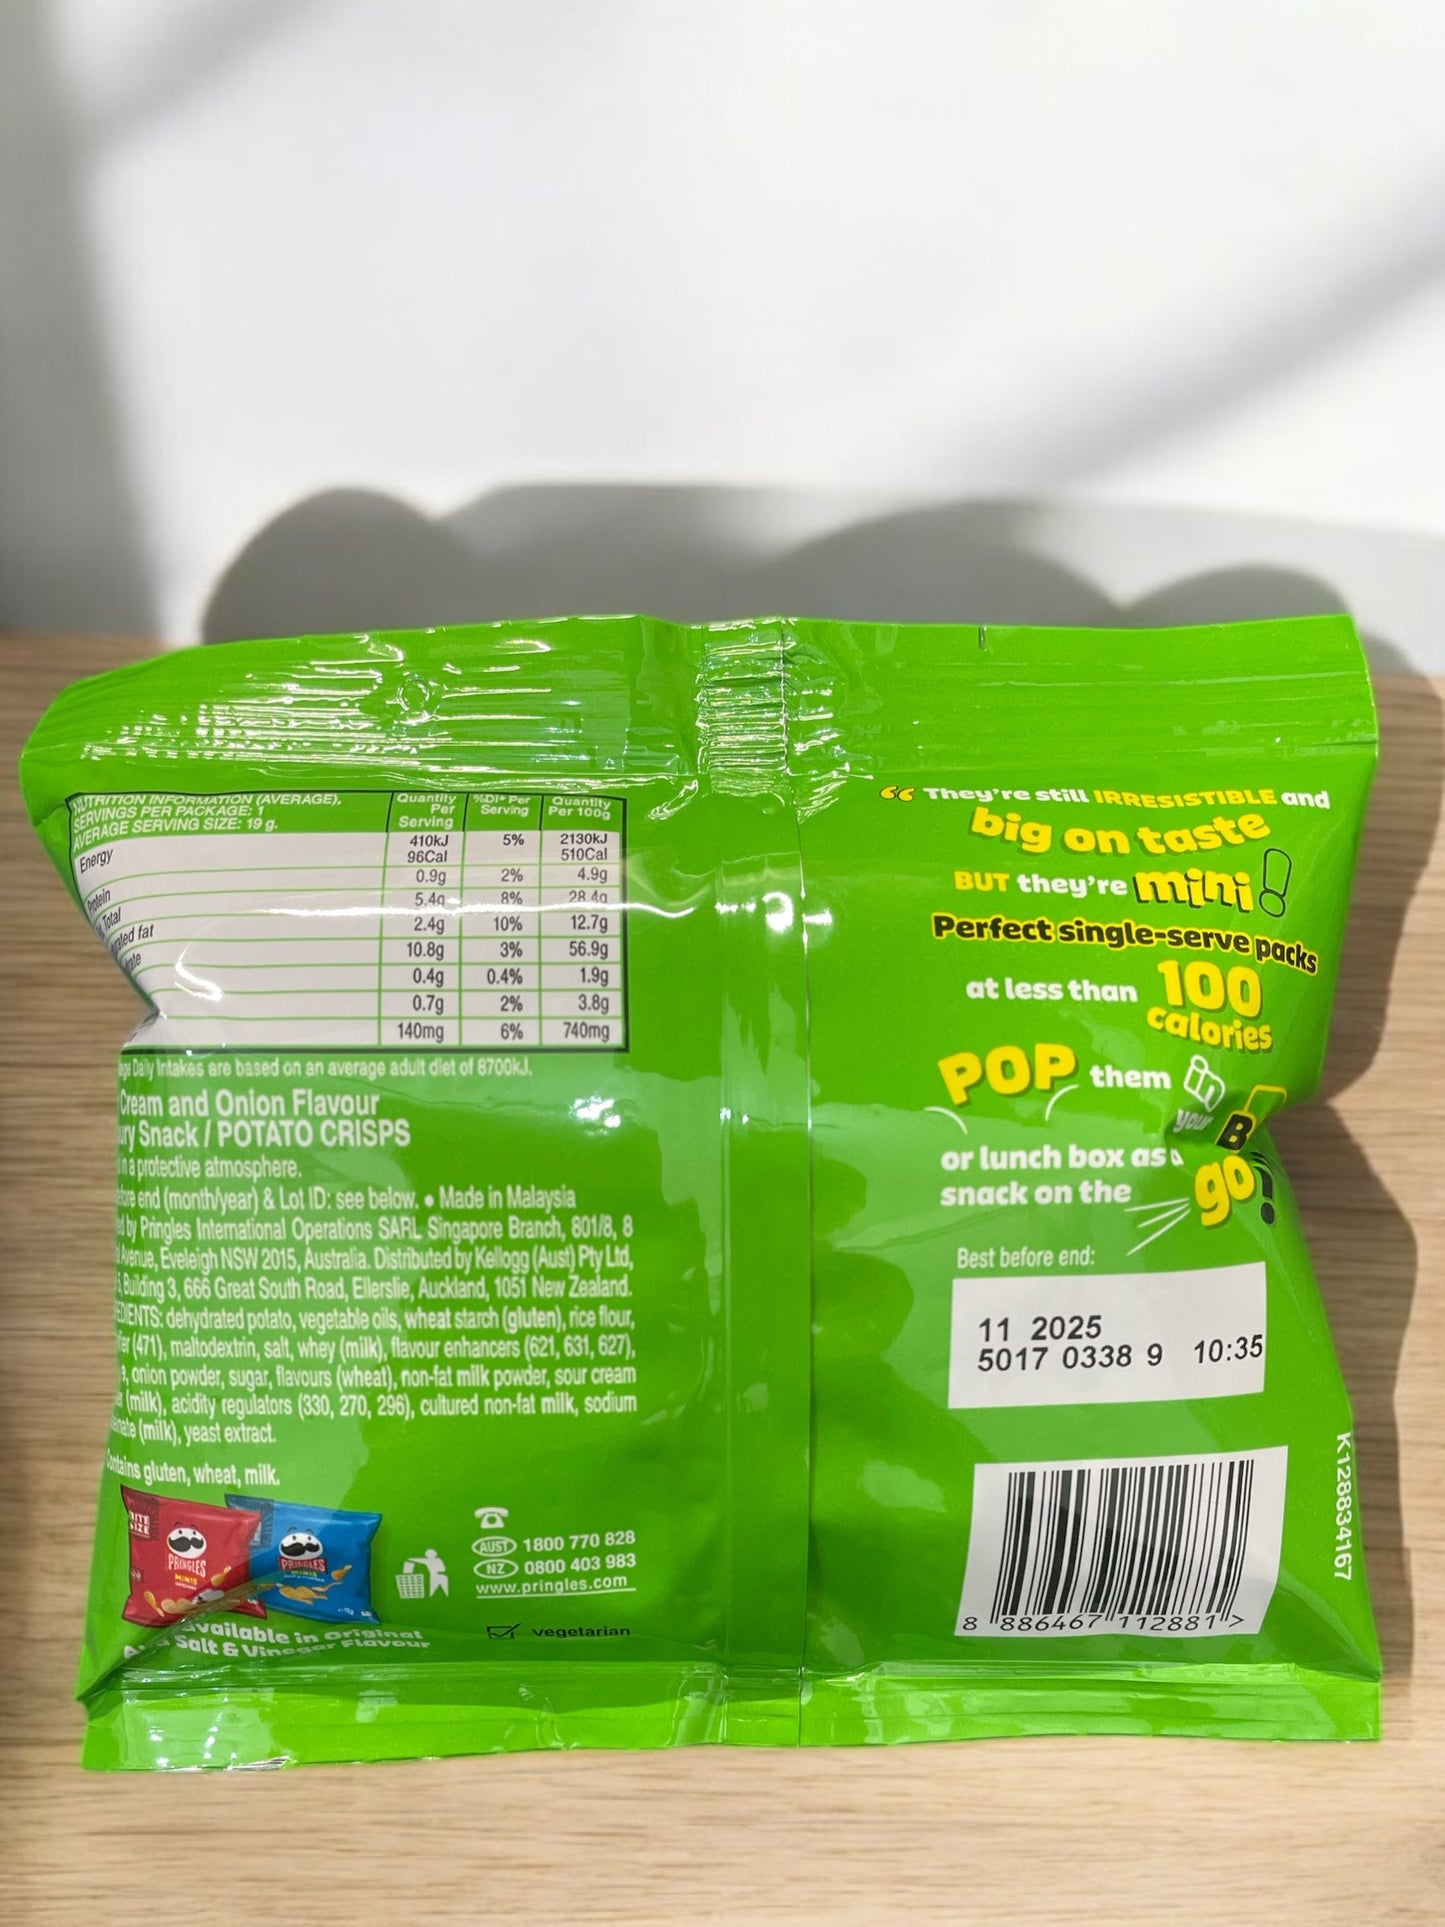 NUTRITION INFORMATION (AVERAGE),
SERVINGS PER PACKAGE: 1
AVERAGE SERVING SIZE: 19 g.
Quantity Per Serving %DI* Per Serving Quantity Per 100g
Energy 410kJ 5% 2130kJ
96Cal 510Cal
0.9g 2% 4.9g
Total 5.4g 8% 28.4g
fat 2.4g 10% 12.7g
10.8g 3% 56.9g
0.4g 0.4% 1.9g
0.7g 2% 3.8g
140mg 6% 740mg
Daily Intakes are based on an average adult diet of 8700kJ.
Cream and Onion Flavour
Snack / POTATO CRISPS
in a protective atmosphere.
end (month/year) & Lot ID: see below. • Made in Malaysia
by Pringles International Operations SARL Singapore Branch, 801/8, 8
Avenue, Eveleigh NSW 2015, Australia. Distributed by Kellogg (Aust) Pty Ltd,
Building 3, 666 Great South Road, Ellerslie, Auckland, 1051 New Zealand.
dehydrated potato, vegetable oils, wheat starch (gluten), rice flour,
(471), maltodextrin, salt, whey (milk), flavour enhancers (621, 631, 627),
onion powder, sugar, flavours (wheat), non-fat milk powder, sour cream
(milk), acidity regulators (330, 270, 296), cultured non-fat milk, sodium
(milk), yeast extract.
Contains gluten, wheat, milk.
BITE SIZE
PRINGLES
MINIS
PRINGLES
MINIS
available in original
Salt & Vinegar Flavour
AUST 1800 770 828
NZ 0800 403 983
www.pringles.com
vegetarian
“ They're still IRRESISTIBLE and
big on taste
BUT they're mini!
Perfect single-serve packs
at less than 100
calories
POP them in
your B
or lunch box as a
snack on the go!
Best before end:
11 2025
5017 0338 9 10:35
8 886467 112881 >
K128834167